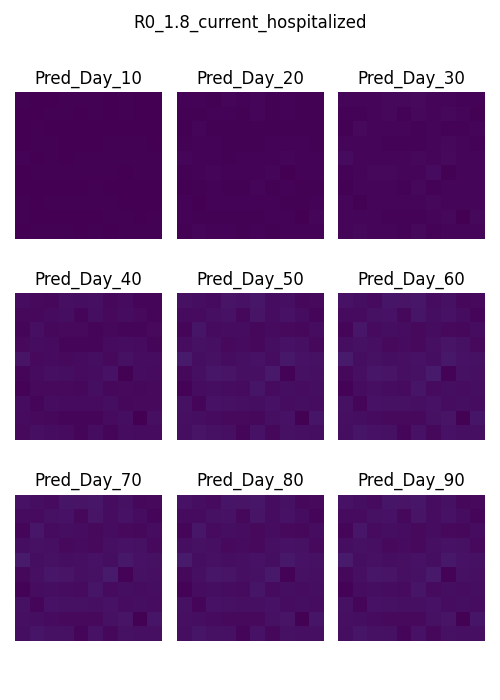 R0_1.8_current_hospitalized
Pred_Day_10 Pred_Day_20 Pred_Day_30
Pred_Day_40 Pred_Day_50 Pred_Day_60
Pred_Day_70 Pred_Day_80 Pred_Day_90